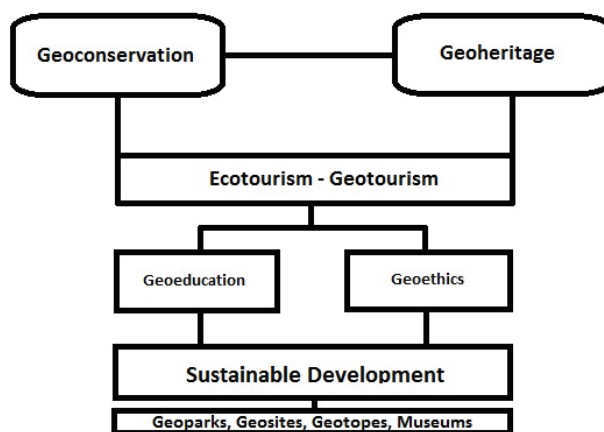 Geoconservation
Geoheritage
Ecotourism - Geotourism
Geoeducation
Geoethics
Sustainable Development
Geoparks, Geosites, Geotopes, Museums